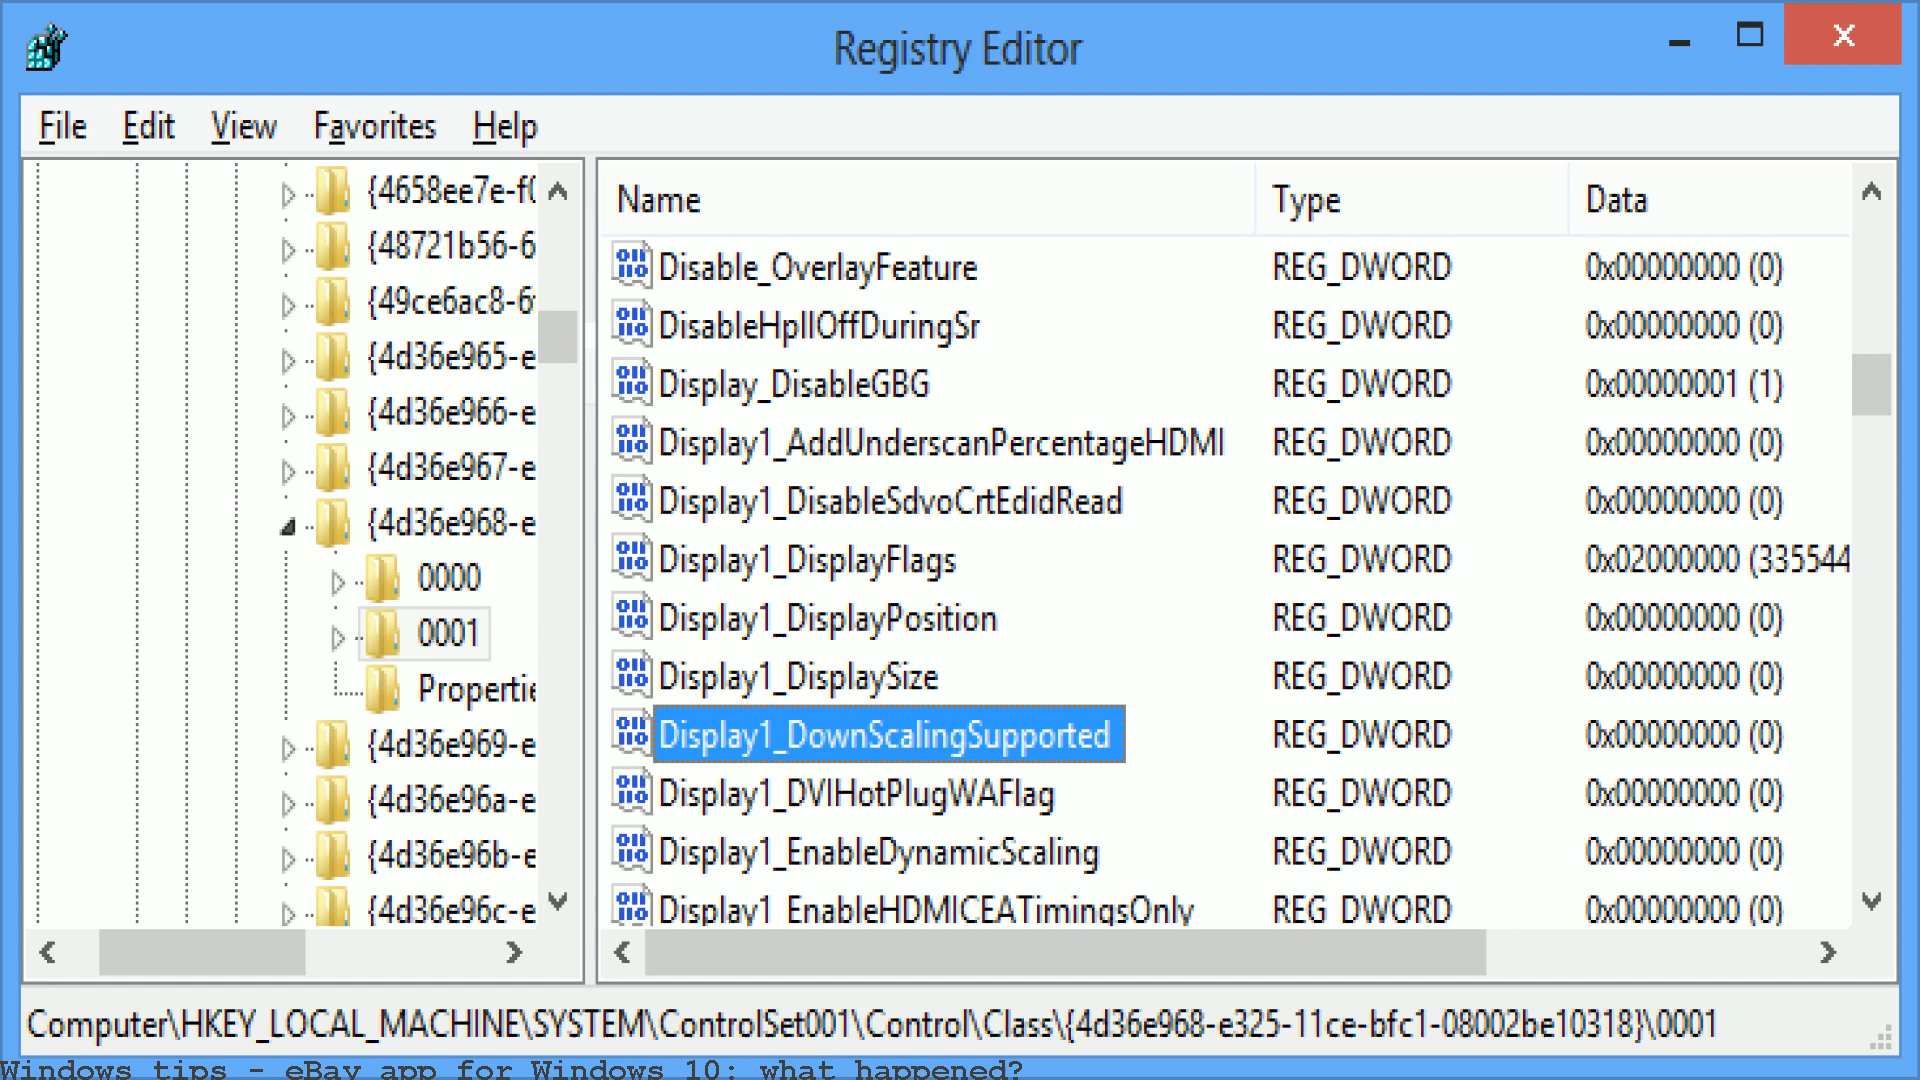 Registry Editor
File Edit View Favorites Help
{4658ee7e-f0
{48721b56-6
{49ce6ac8-6
{4d36e965-e
{4d36e966-e
{4d36e967-e
{4d36e968-e
0000
0001
Propertie
{4d36e969-e
{4d36e96a-e
{4d36e96b-e
{4d36e96c-e
Name Type Data
Disable_OverlayFeature REG_DWORD 0x00000000 (0)
DisableHpllOffDuringSr REG_DWORD 0x00000000 (0)
Display_DisableGBG REG_DWORD 0x00000001 (1)
Display1_AddUnderscanPercentageHDMI REG_DWORD 0x00000000 (0)
Display1_DisableSdvoCrtEdidRead REG_DWORD 0x00000000 (0)
Display1_DisplayFlags REG_DWORD 0x02000000 (335544
Display1_DisplayPosition REG_DWORD 0x00000000 (0)
Display1_DisplaySize REG_DWORD 0x00000000 (0)
Display1_DownScalingSupported REG_DWORD 0x00000000 (0)
Display1_DVIHotPlugWAFlag REG_DWORD 0x00000000 (0)
Display1_EnableDynamicScaling REG_DWORD 0x00000000 (0)
Display1_EnableHDMICEATimingsOnly REG_DWORD 0x00000000 (0)
Computer\HKEY_LOCAL_MACHINE\SYSTEM\ControlSet001\Control\Class\{4d36e968-e325-11ce-bfc1-08002be10318}\0001
Windows tips - eBay app for Windows 10: what happened?